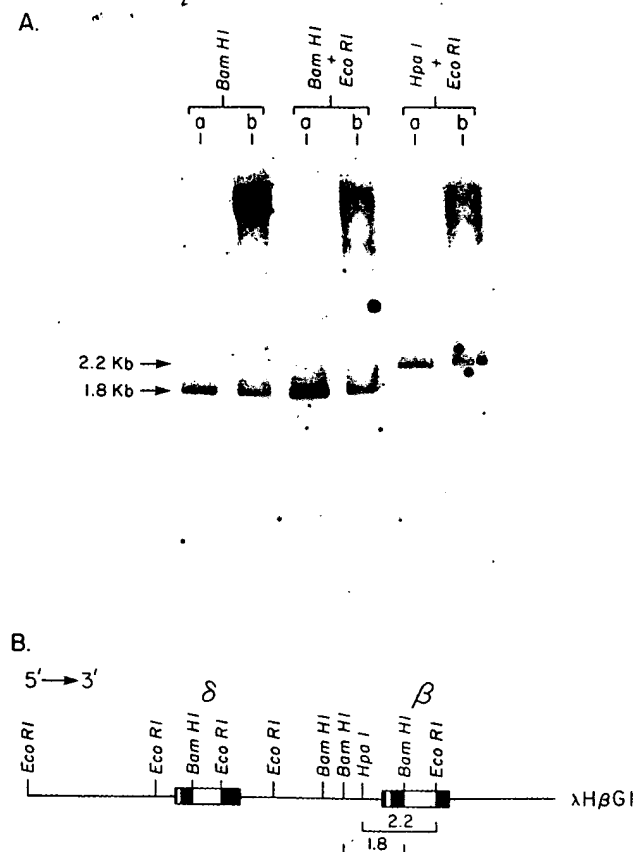 A.
Bam HI
Bam HI + Eco RI
Hpa I + Eco RI
a b a b a b
2.2 Kb
1.8 Kb
B.
5' → 3'
δ β
Eco RI Eco RI Bam HI Eco RI Eco RI Bam HI Bam HI Hpa I Bam HI Eco RI
λHβGI
2.2
1.8